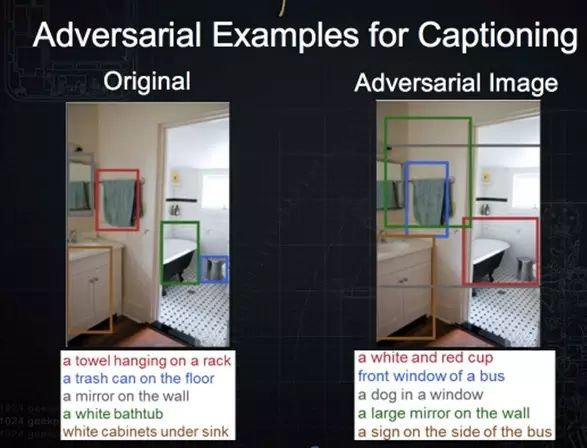 Adversarial Examples for Captioning
Original
Adversarial Image
a towel hanging on a rack
a trash can on the floor
a mirror on the wall
a white bathtub
white cabinets under sink
a white and red cup
front window of a bus
a dog in a window
a large mirror on the wall
a sign on the side of the bus